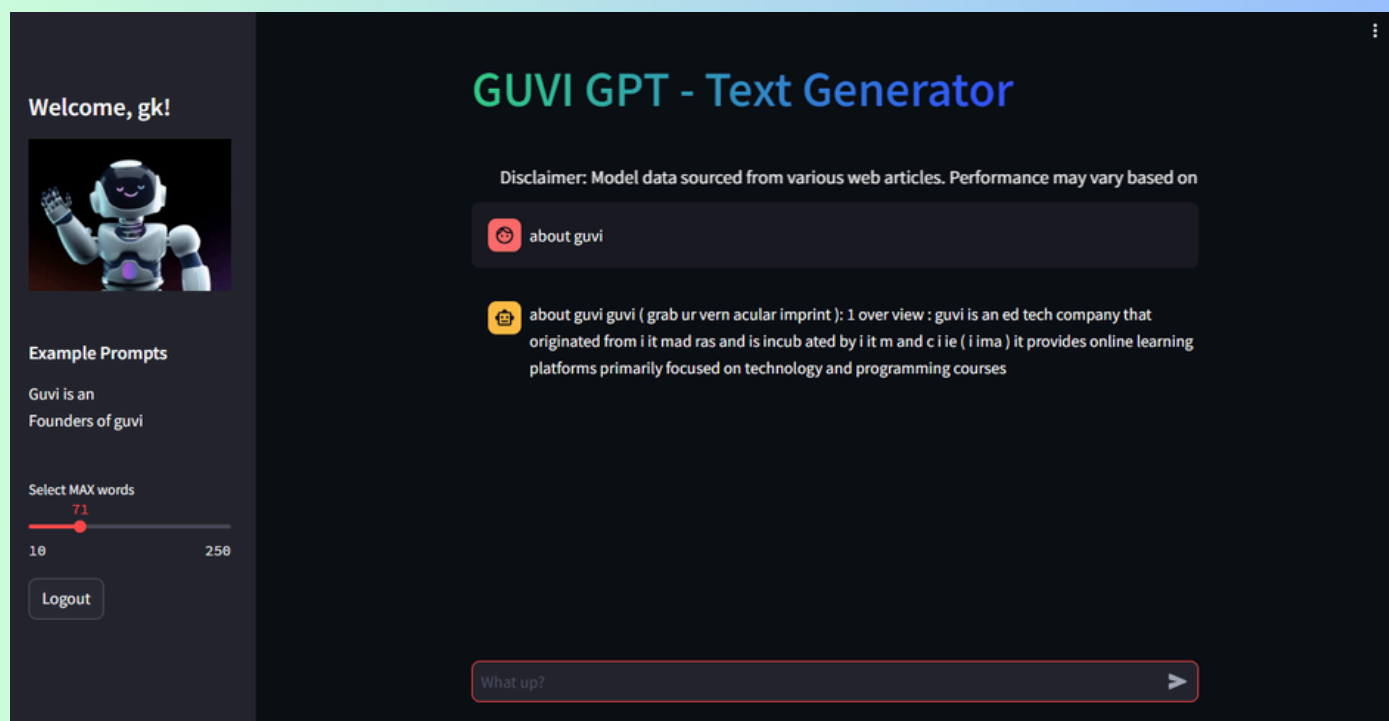 Welcome, gk!
Example Prompts
Guvi is an
Founders of guvi
Select MAX words
71
10 250
Logout
GUVI GPT - Text Generator
Disclaimer: Model data sourced from various web articles. Performance may vary based on
about guvi
about guvi guvi ( grab ur vern acular imprint ): 1 over view : guvi is an ed tech company that
originated from i it mad ras and is incub ated by i it m and c i ie ( i ima ) it provides online learning
platforms primarily focused on technology and programming courses
What up?